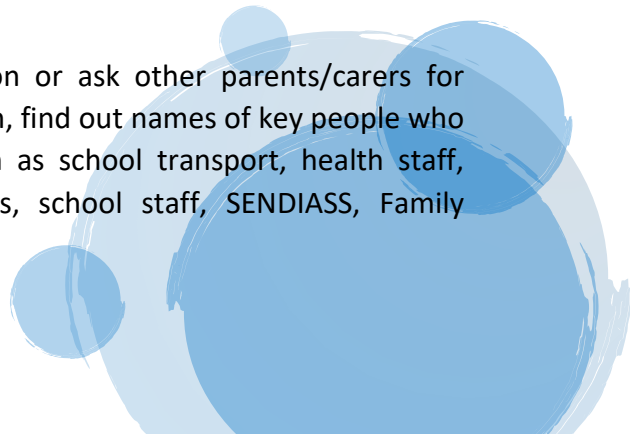 on or ask other parents/carers for
, find out names of key people who
as school transport, health staff,
s, school staff, SENDIASS, Family